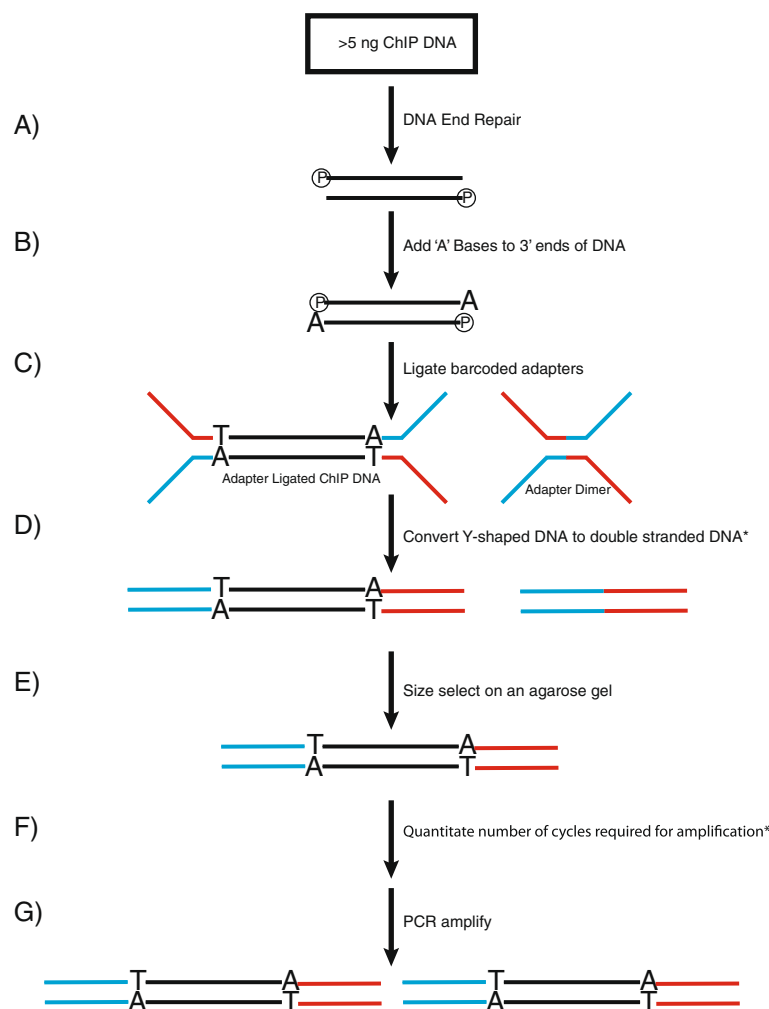 >5 ng ChIP DNA
A)
DNA End Repair
P
P
B)
Add ‘A’ Bases to 3’ ends of DNA
P A
A P
C)
Ligate barcoded adapters
T A
A T
Adapter Ligated ChIP DNA
Adapter Dimer
D)
Convert Y-shaped DNA to double stranded DNA*
T A
A T
E)
Size select on an agarose gel
T A
A T
F)
Quantitate number of cycles required for amplification*
G)
PCR amplify
T A T A
A T A T